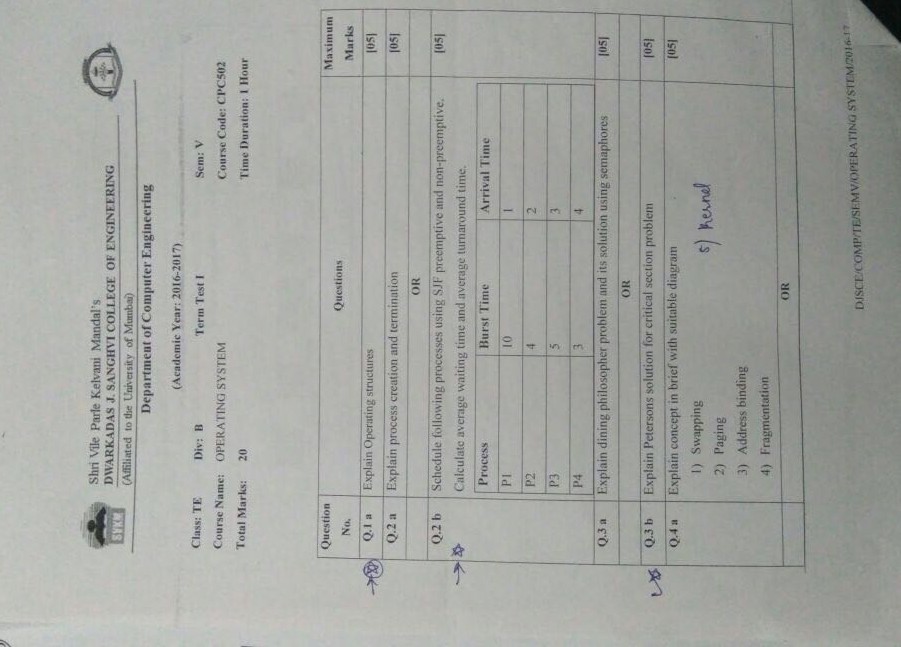 Shri Vile Parle Kelvani Mandal's
DWARKADAS J. SANGHVI COLLEGE OF ENGINEERING
(Affiliated to the University of Mumbai)
SVKM
Department of Computer Engineering
(Academic Year: 2016-2017)
Class: TE Div: B Term Test I Sem: V
Course Name: OPERATING SYSTEM Course Code: CPC502
Total Marks: 20 Time Duration: 1 Hour
Question No. Questions Maximum Marks
Q.1 a Explain Operating structures [05]
Q.2 a Explain process creation and termination [05]
OR
Q.2 b Schedule following processes using SJF preemptive and non-preemptive. [05]
Calculate average waiting time and average turnaround time.
Process Burst Time Arrival Time
P1 10 1
P2 4 2
P3 5 3
P4 3 4
Q.3 a Explain dining philosopher problem and its solution using semaphores [05]
OR
Q.3 b Explain Petersons solution for critical section problem [05]
Q.4 a Explain concept in brief with suitable diagram [05]
1) Swapping
5) Kernel
2) Paging
3) Address binding
4) Fragmentation
OR
DJSCE/COMP/TE/SEMV/OPERATING SYSTEM/2016-17